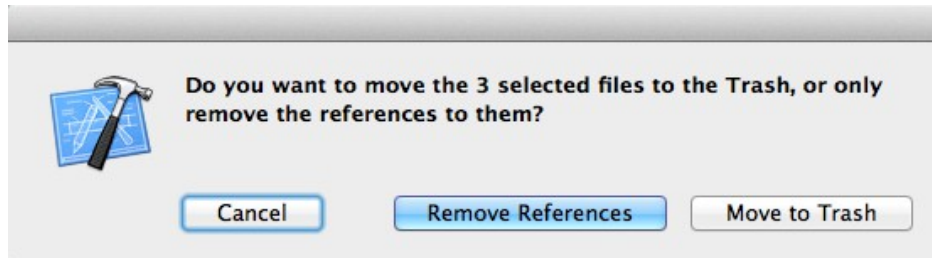 Do you want to move the 3 selected files to the Trash, or only
remove the references to them?
Cancel
Remove References
Move to Trash